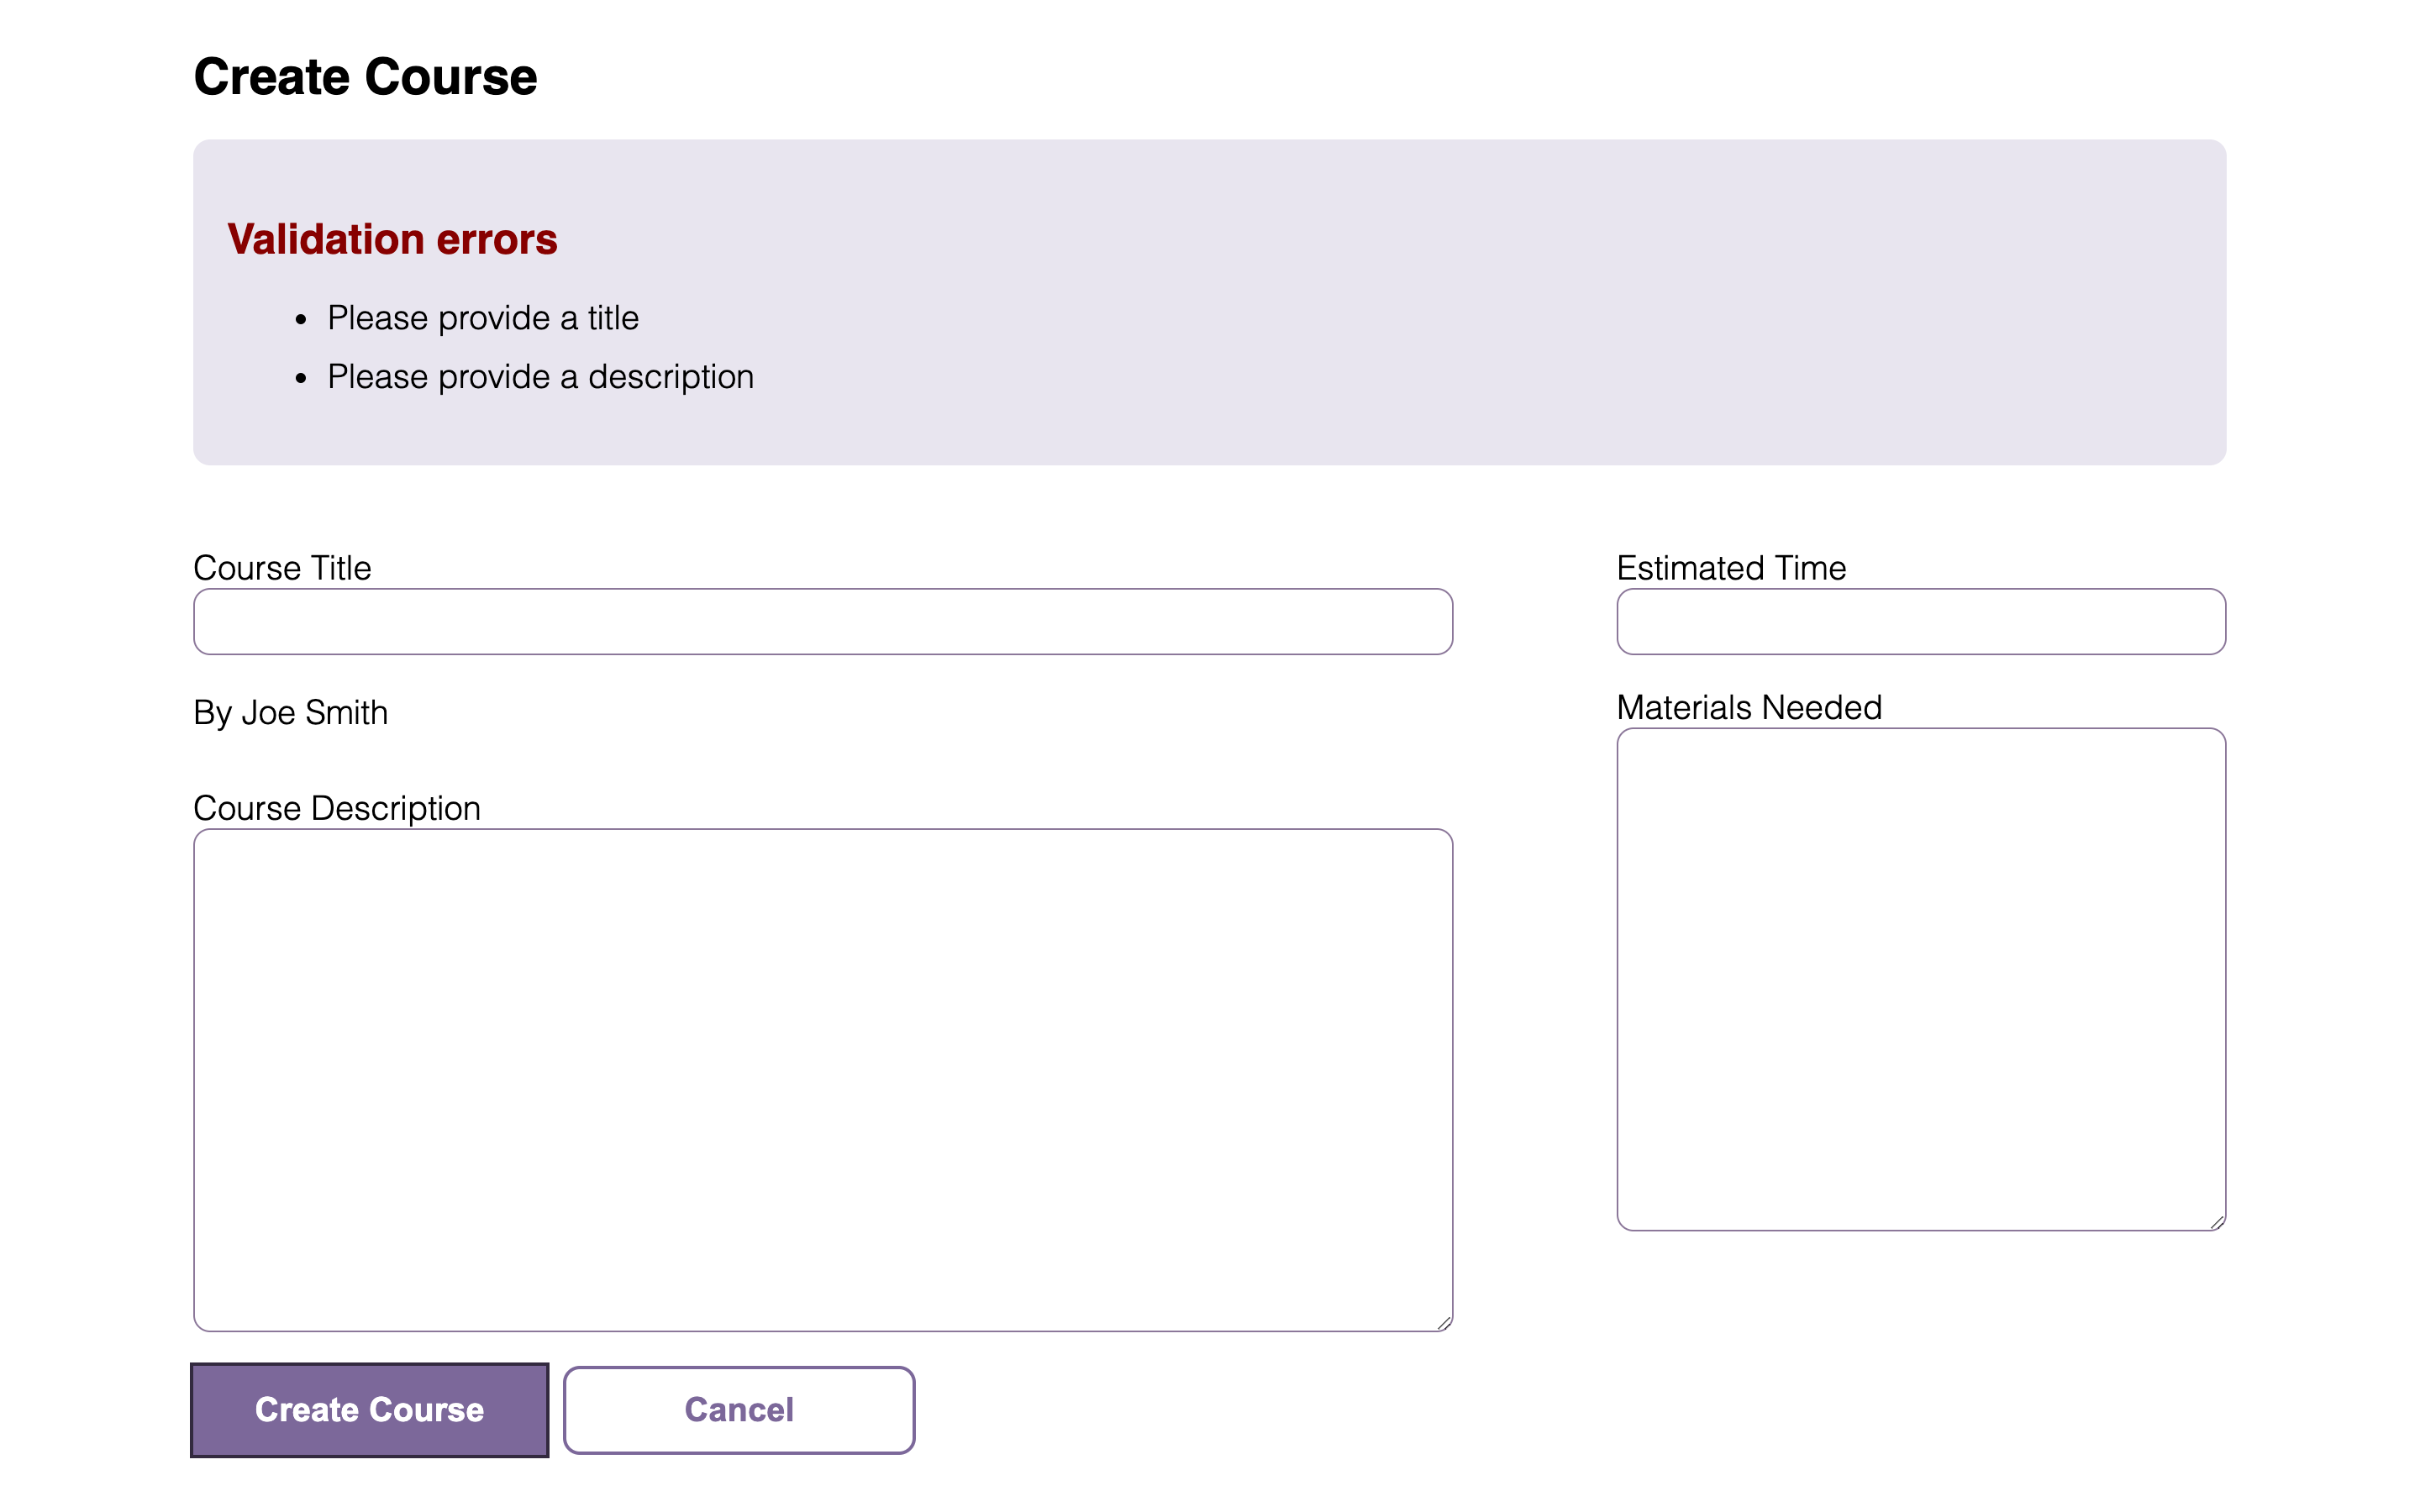 Create Course
Validation errors
Please provide a title
Please provide a description
Course Title
By Joe Smith
Course Description
Estimated Time
Materials Needed
Create Course
Cancel